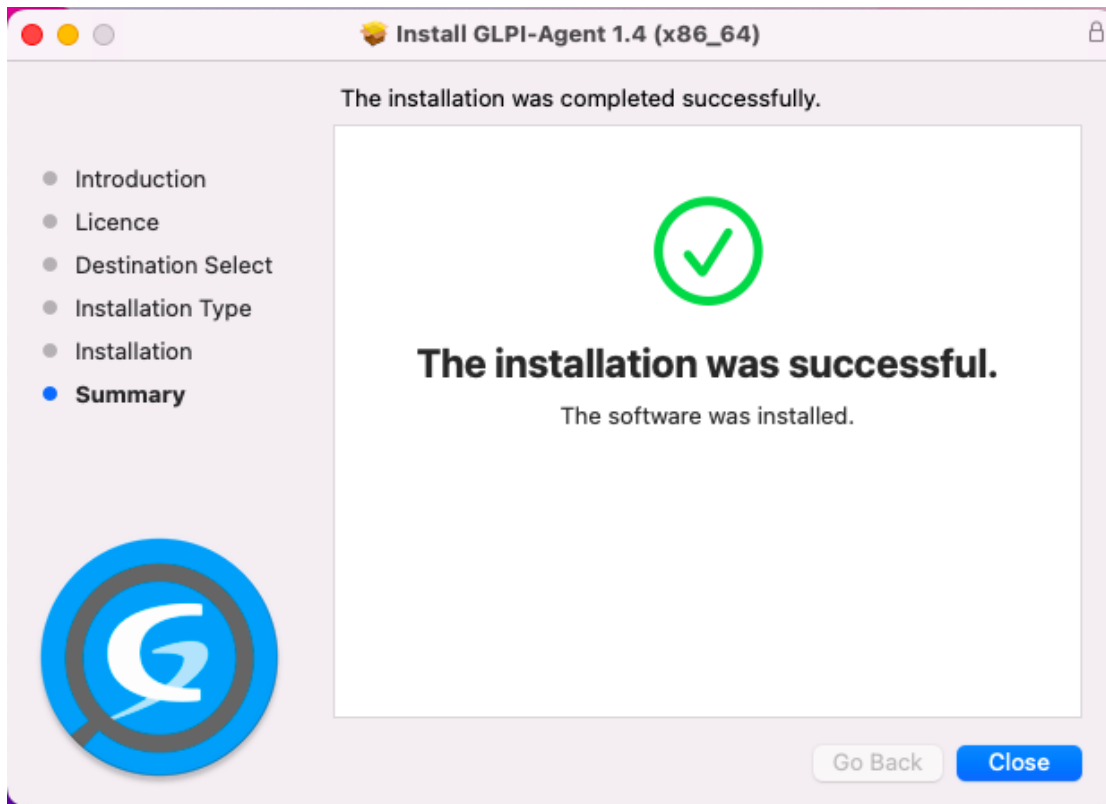 Install GLPI-Agent 1.4 (x86_64)
The installation was completed successfully.
Introduction
Licence
Destination Select
Installation Type
Installation
Summary
The installation was successful.
The software was installed.
Go Back
Close